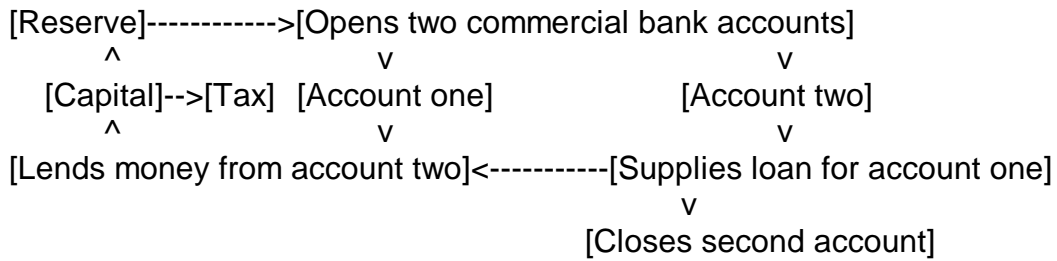 [Reserve]------------>[Opens two commercial bank accounts]
^ v v
[Capital]-->[Tax] [Account one] [Account two]
^ v v
[Lends money from account two]<-----------[Supplies loan for account one]
v
[Closes second account]